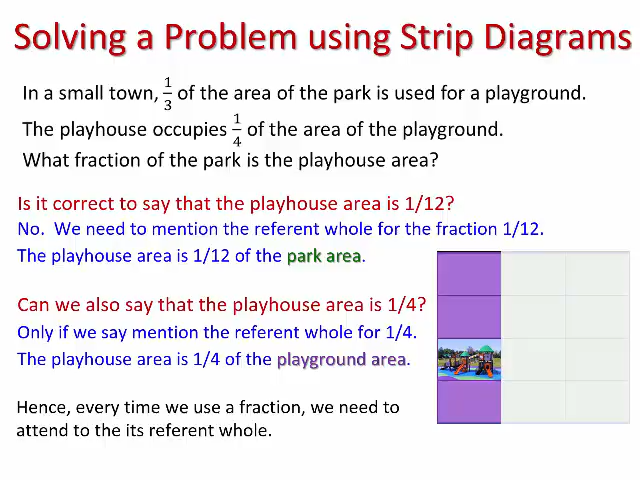 Solving a Problem using Strip Diagrams
In a small town, 1/3 of the area of the park is used for a playground.
The playhouse occupies 1/4 of the area of the playground.
What fraction of the park is the playhouse area?
Is it correct to say that the playhouse area is 1/12?
No.  We need to mention the referent whole for the fraction 1/12.
The playhouse area is 1/12 of the park area.
Can we also say that the playhouse area is 1/4?
Only if we say mention the referent whole for 1/4.
The playhouse area is 1/4 of the playground area.
Hence, every time we use a fraction, we need to
attend to the its referent whole.